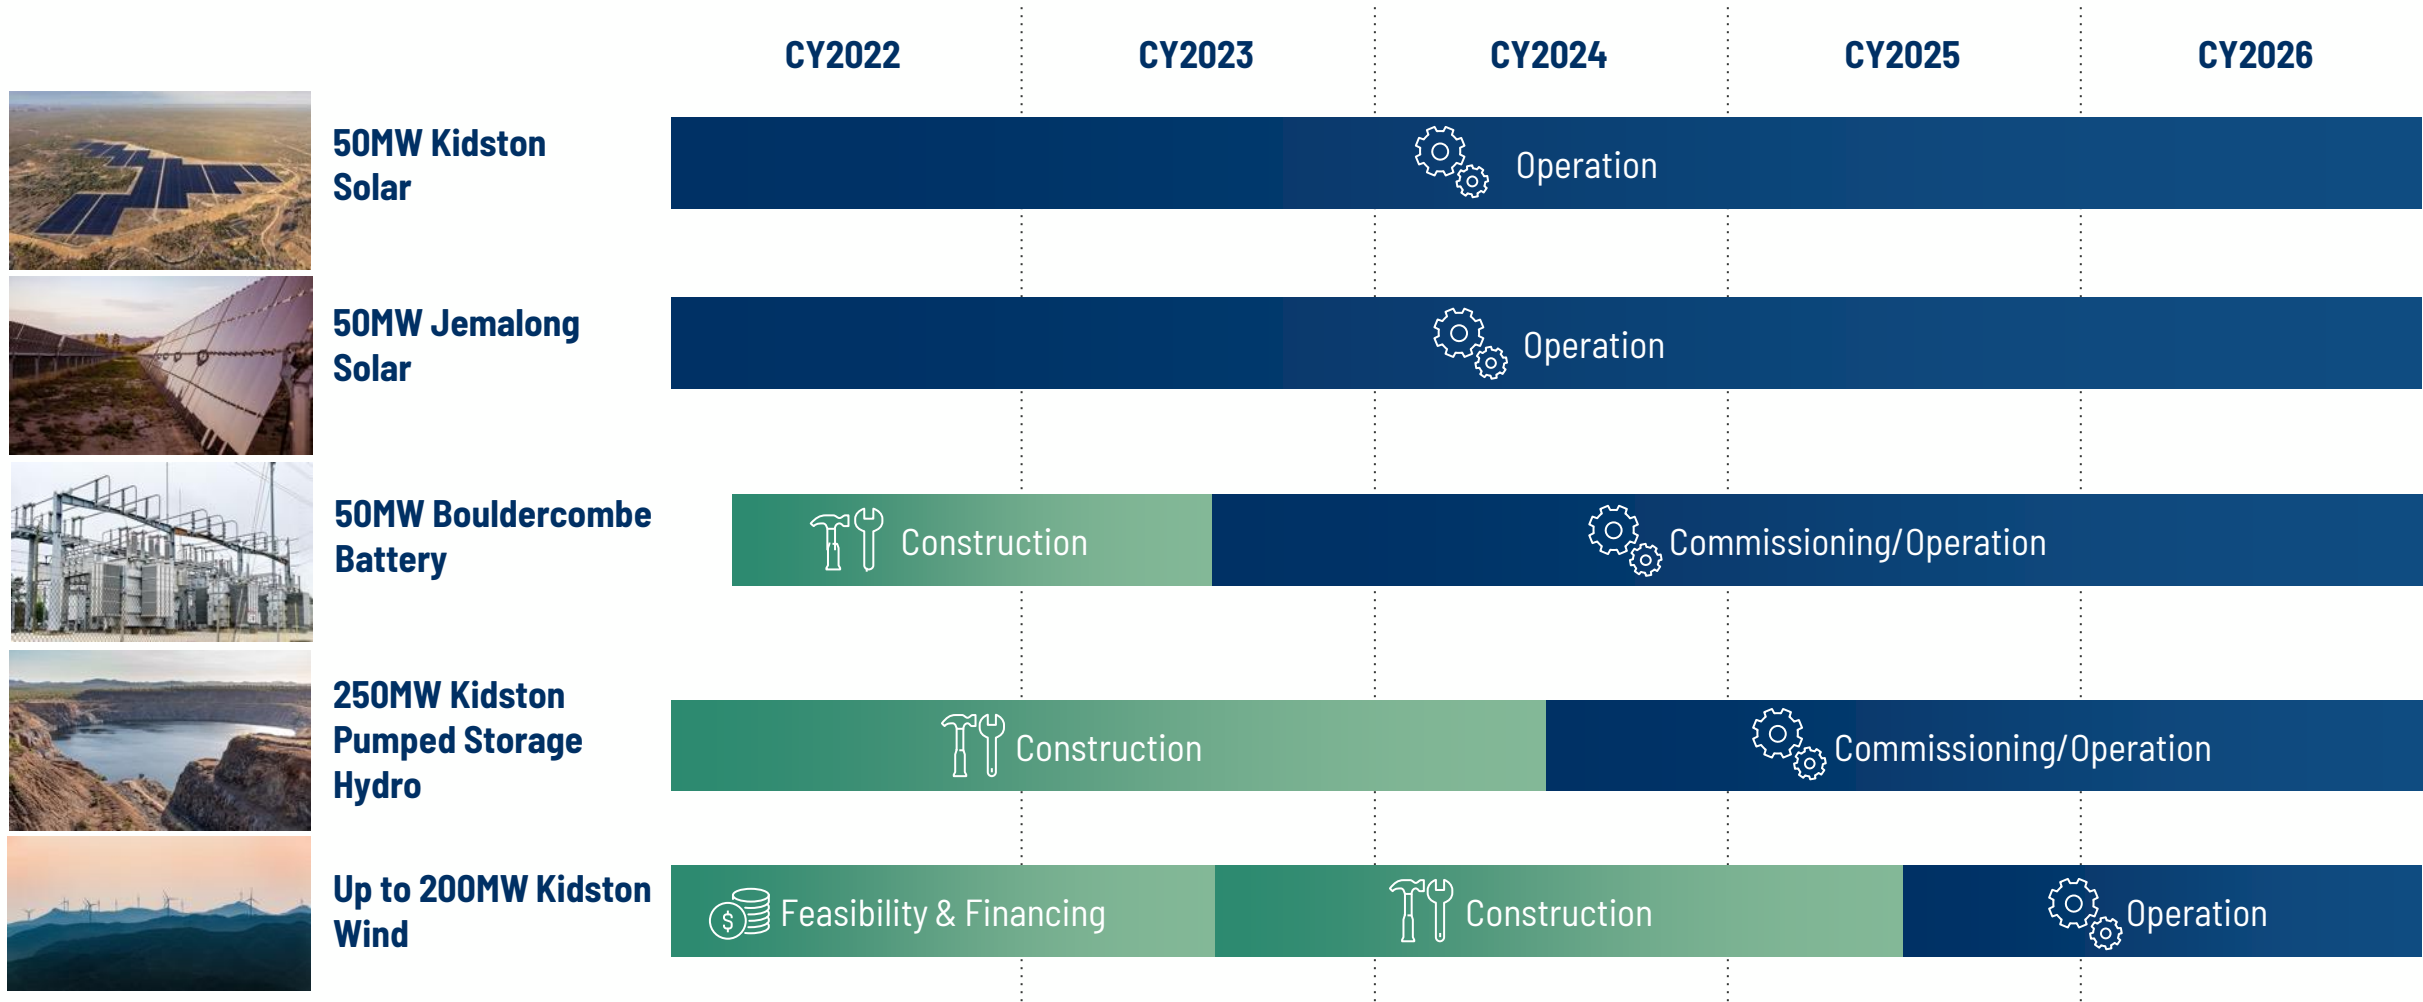 CY2022
CY2023
CY2024
CY2025
CY2026
50MW Kidston
Solar
Operation
50MW Jemalong
Solar
Operation
50MW Bouldercombe
Battery
Construction
Commissioning/Operation
250MW Kidston
Pumped Storage
Hydro
Construction
Commissioning/Operation
Up to 200MW Kidston
Wind
$
Feasibility & Financing
Construction
Operation